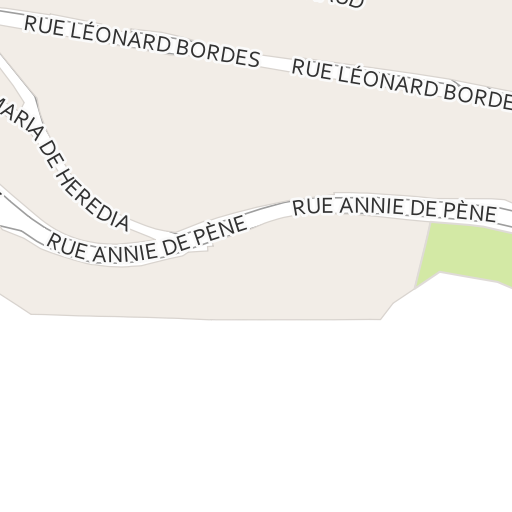 RUE LÉONARD BORDES
RUE LÉONARD BORDE
MARIA DE HEREDIA
RUE ANNIE DE PÈNE
RUE ANNIE DE PÈNE